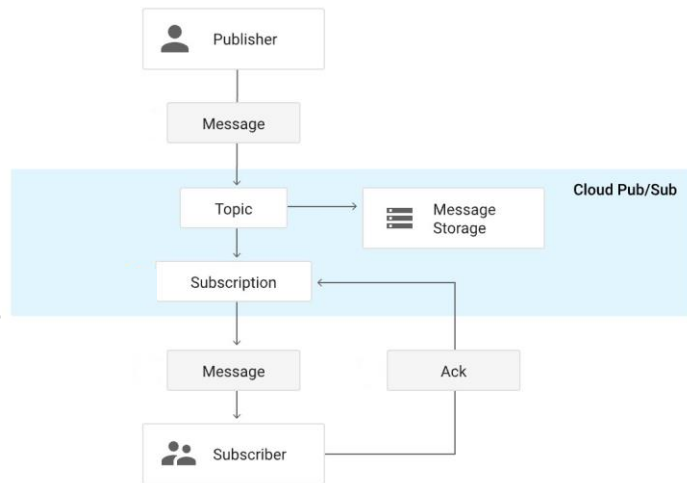 Publisher
Message
Cloud Pub/Sub
Topic
Message
Storage
Subscription
Message
Ack
Subscriber